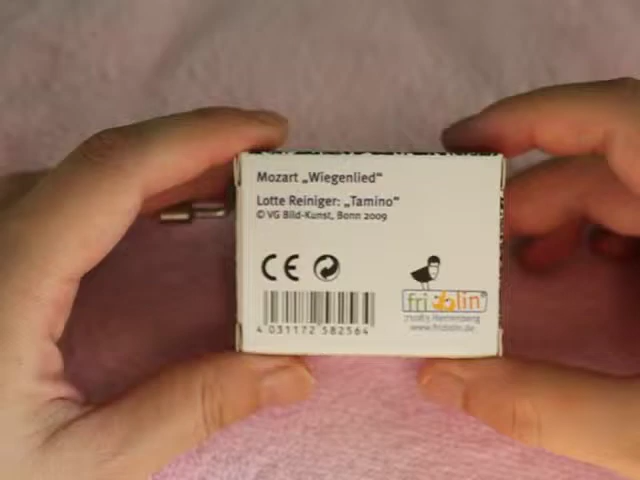 Mozart „Wiegenlied“
Lotte Reiniger: „Tamino“
© VG Bild-Kunst, Bonn 2009
CE
fridolin®
4 031172 582564
71083 Herrenberg
www.fridolin.de